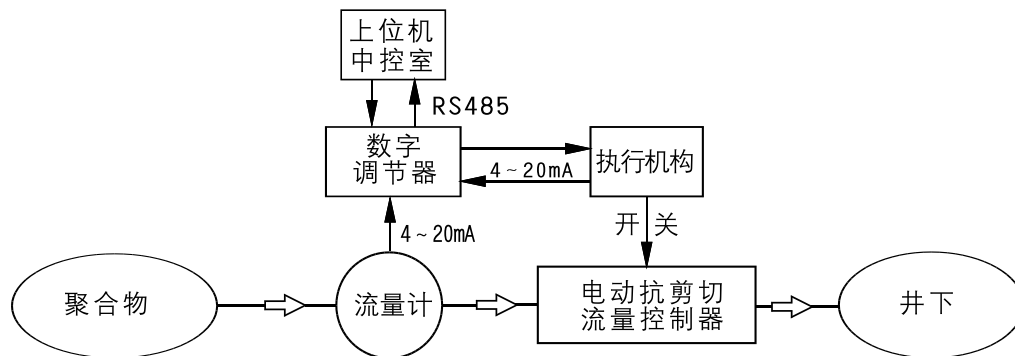 上位机
中控室
RS485
数字
调节器
4~20mA
执行机构
4~20mA
开 关
聚合物
流量计
电动抗剪切
流量控制器
井下